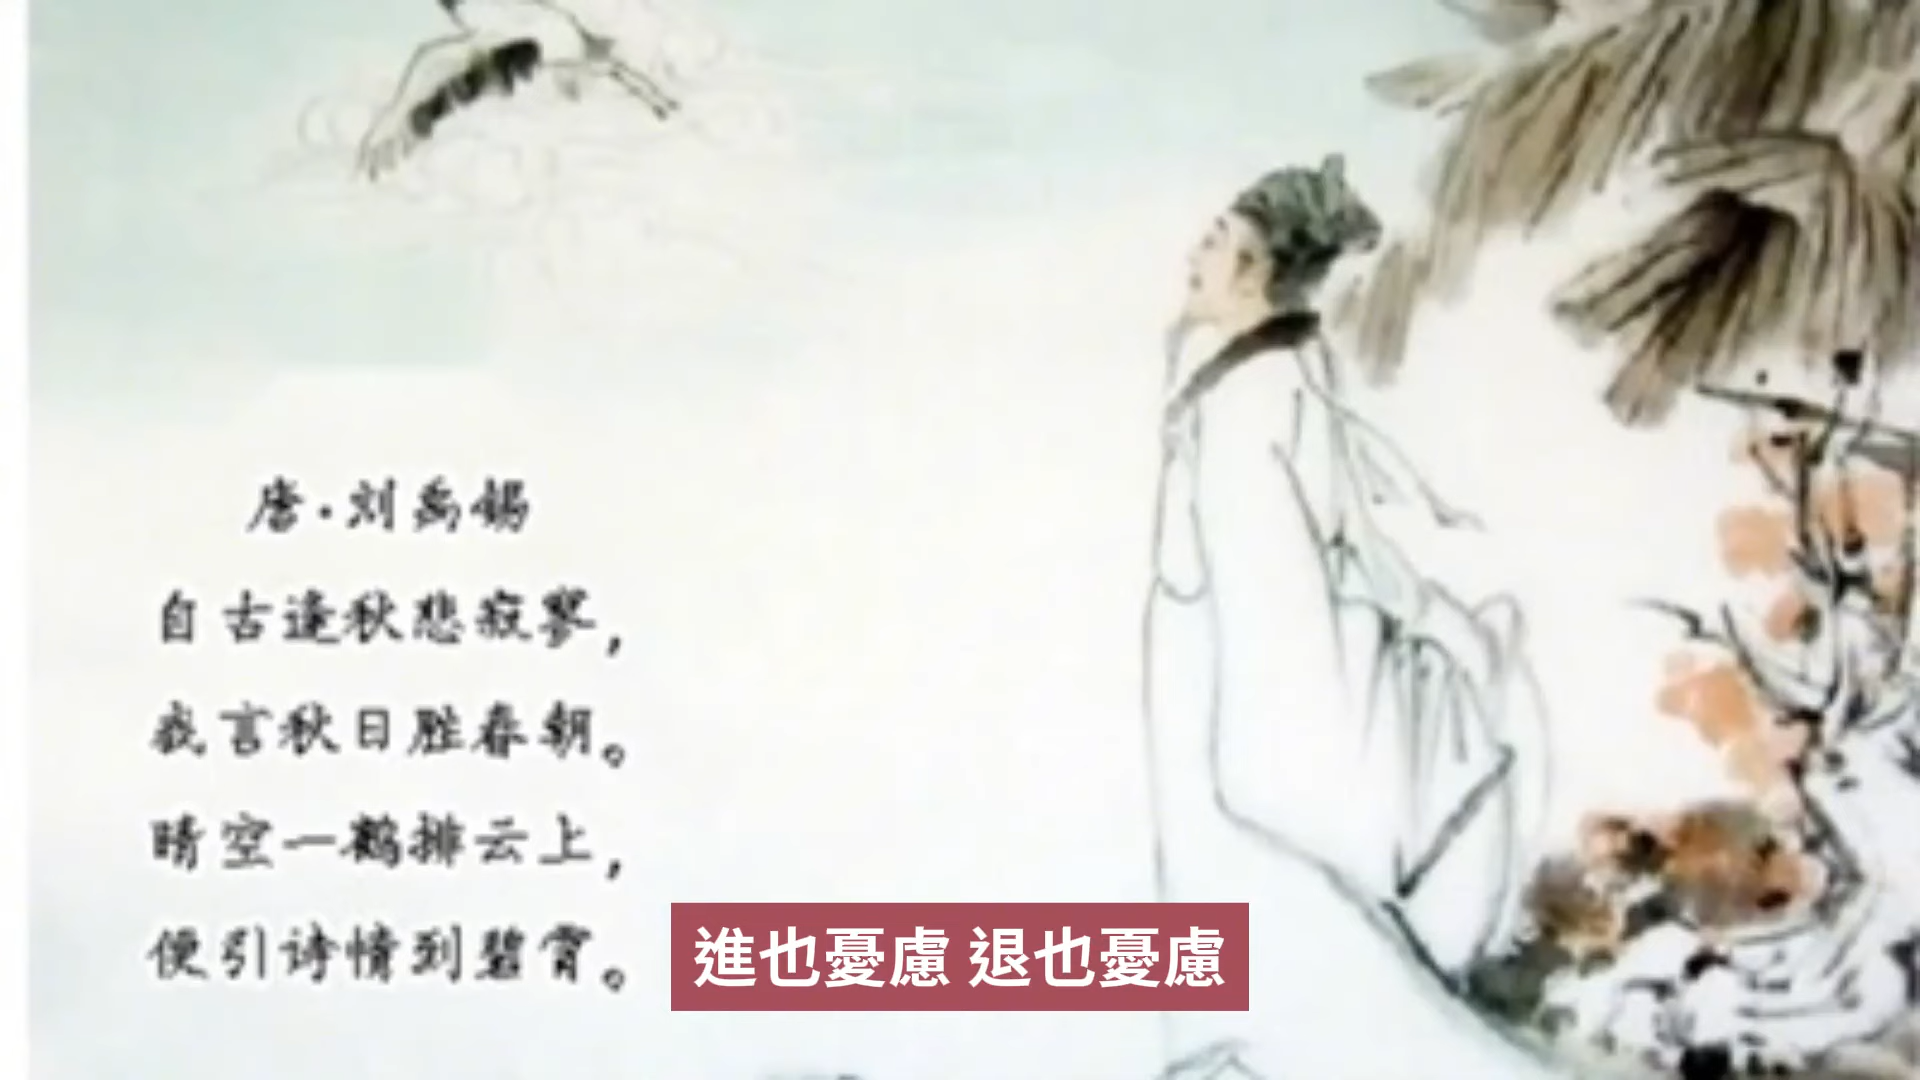 唐·刘禹锡
自古逢秋悲寂寥，
我言秋日胜春朝。
晴空一鹤排云上，
便引诗情到碧霄。
進也憂慮 退也憂慮